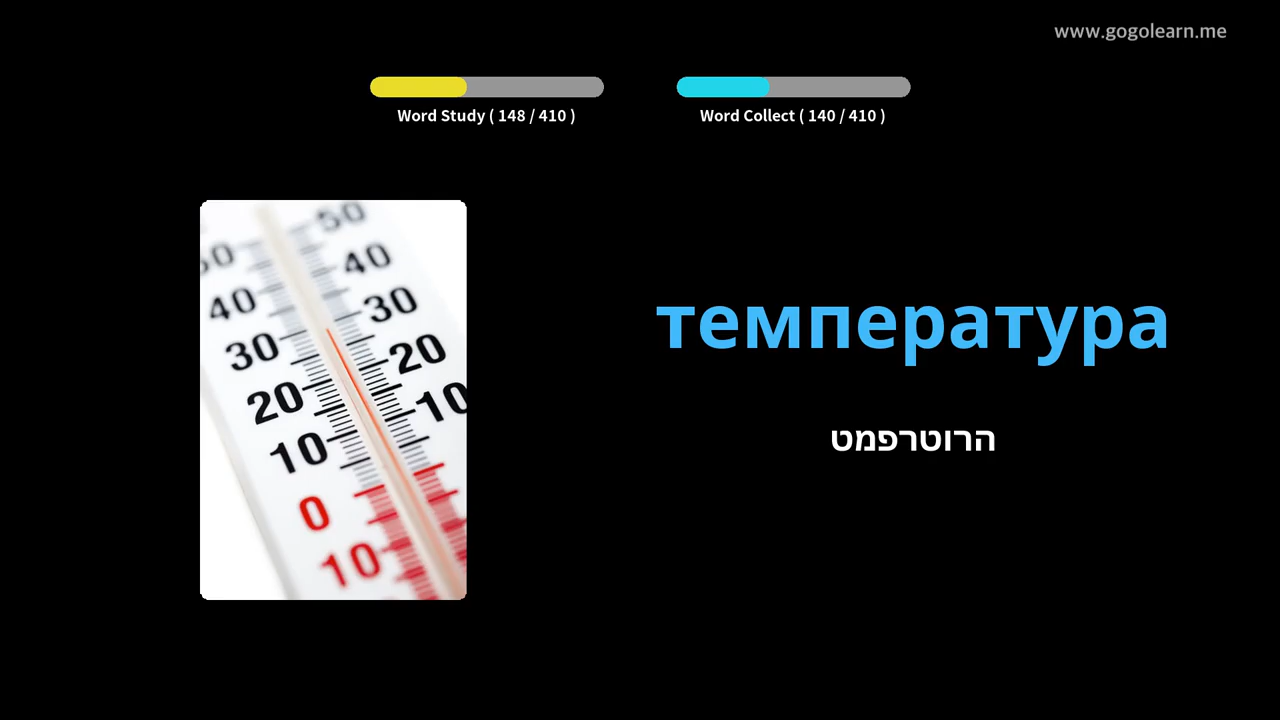 www.gogolearn.me
Word Study ( 148 / 410 )
Word Collect ( 140 / 410 )
50
40
40
30
30
20
20
10
10
0
10
температура
הרוטרפמט